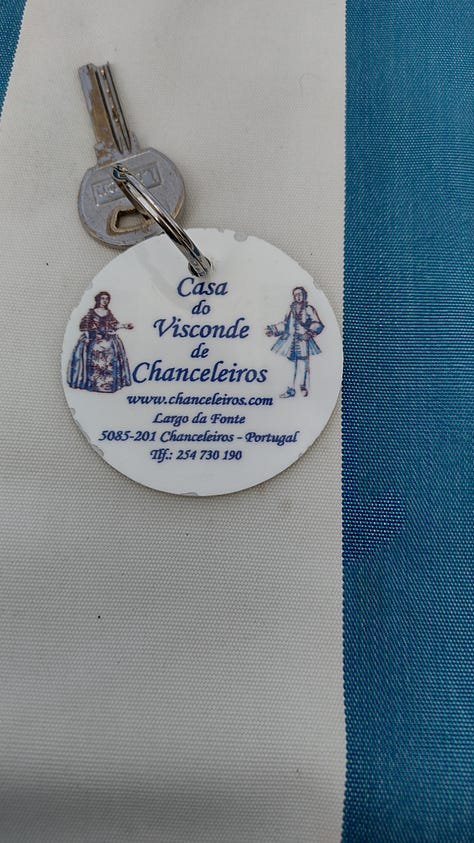 Casa
do
Visconde
de
Chanceleiros
www.chanceleiros.com
Largo da Fonte
5085-201 Chanceleiros - Portugal
Tlf.: 254 730 190